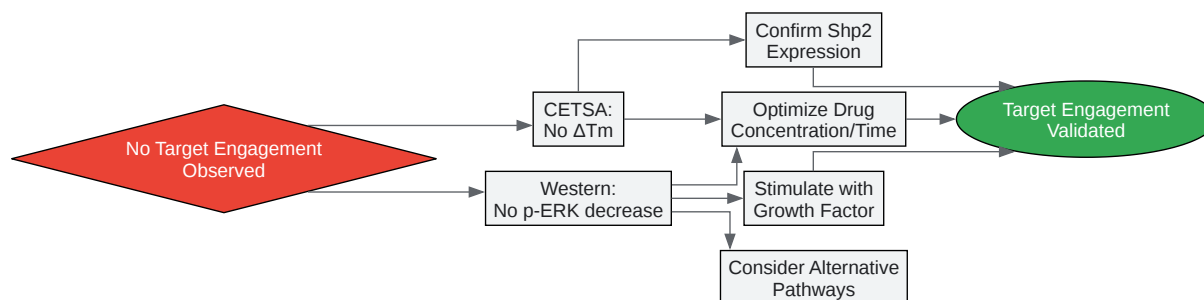 No Target Engagement
Observed
CETSA:
No ΔTm
Western:
No p-ERK decrease
Confirm Shp2
Expression
Optimize Drug
Concentration/Time
Stimulate with
Growth Factor
Consider Alternative
Pathways
Target Engagement
Validated